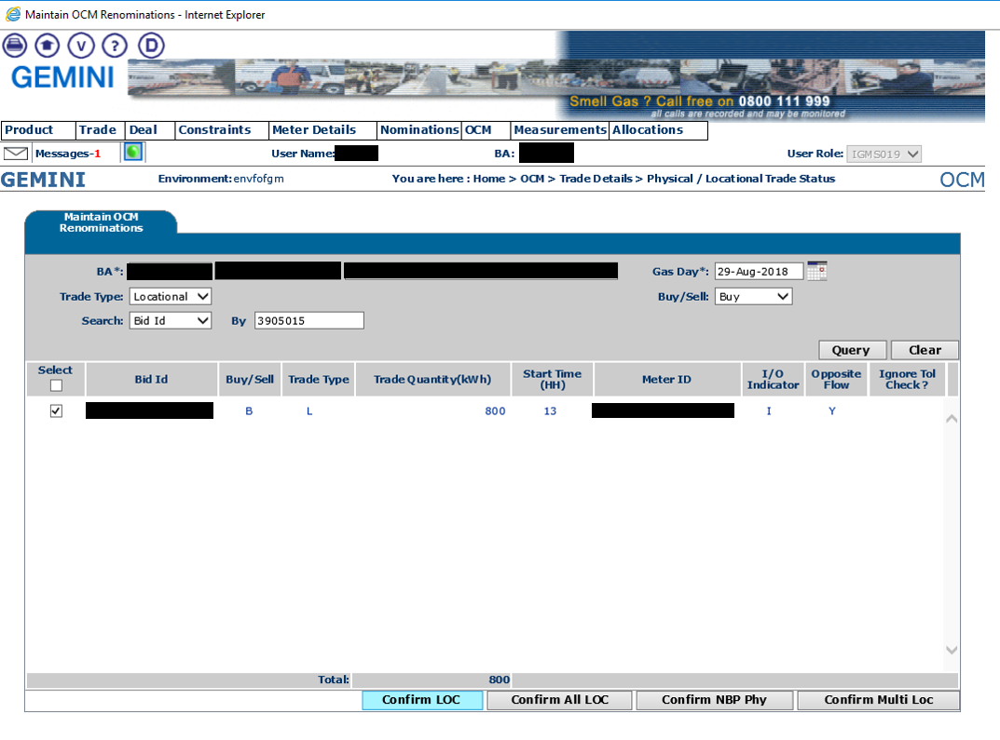 Maintain OCM Renominations - Internet Explorer
V ? D
GEMINI
Smell Gas ? Call free on 0800 111 999
all calls are recorded and may be monitored
Product Trade Deal Constraints Meter Details Nominations OCM Measurements Allocations
Messages-1 User Name: BA: User Role: IGMS019
GEMINI Environment: envfofgm You are here : Home > OCM > Trade Details > Physical / Locational Trade Status OCM
Maintain OCM
Renominations
BA*: Gas Day*: 29-Aug-2018
Trade Type: Locational Buy/Sell: Buy
Search: Bid Id By 3905015
Query Clear
Select Bid Id Buy/Sell Trade Type Trade Quantity(kWh) Start Time (HH) Meter ID I/O Indicator Opposite Flow Ignore Tol Check ?
B L 800 13 I Y
Total: 800
Confirm LOC Confirm All LOC Confirm NBP Phy Confirm Multi Loc